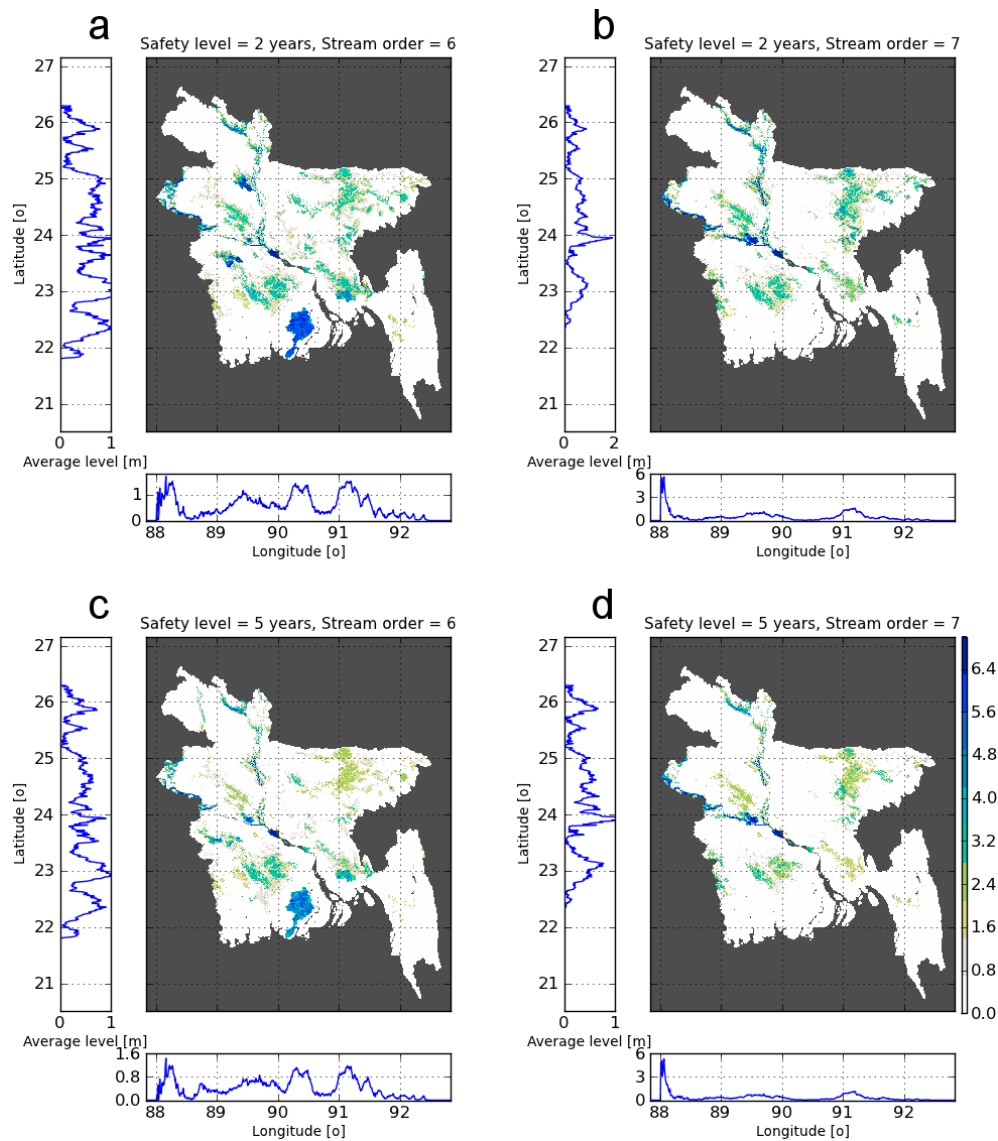 a
Safety level = 2 years, Stream order = 6
27
26
25
24
23
22
21
Latitude [o]
0 1
Average level [m]
1
0
88 89 90 91 92
Longitude [o]
b
Safety level = 2 years, Stream order = 7
27
26
25
24
23
22
21
Latitude [o]
0 2
Average level [m]
6
3
0
88 89 90 91 92
Longitude [o]
c
Safety level = 5 years, Stream order = 6
27
26
25
24
23
22
21
Latitude [o]
0 1
Average level [m]
1.6
0.8
0.0
88 89 90 91 92
Longitude [o]
d
Safety level = 5 years, Stream order = 7
27
26
25
24
23
22
21
Latitude [o]
0 1
Average level [m]
6
3
0
88 89 90 91 92
Longitude [o]
6.4
5.6
4.8
4.0
3.2
2.4
1.6
0.8
0.0